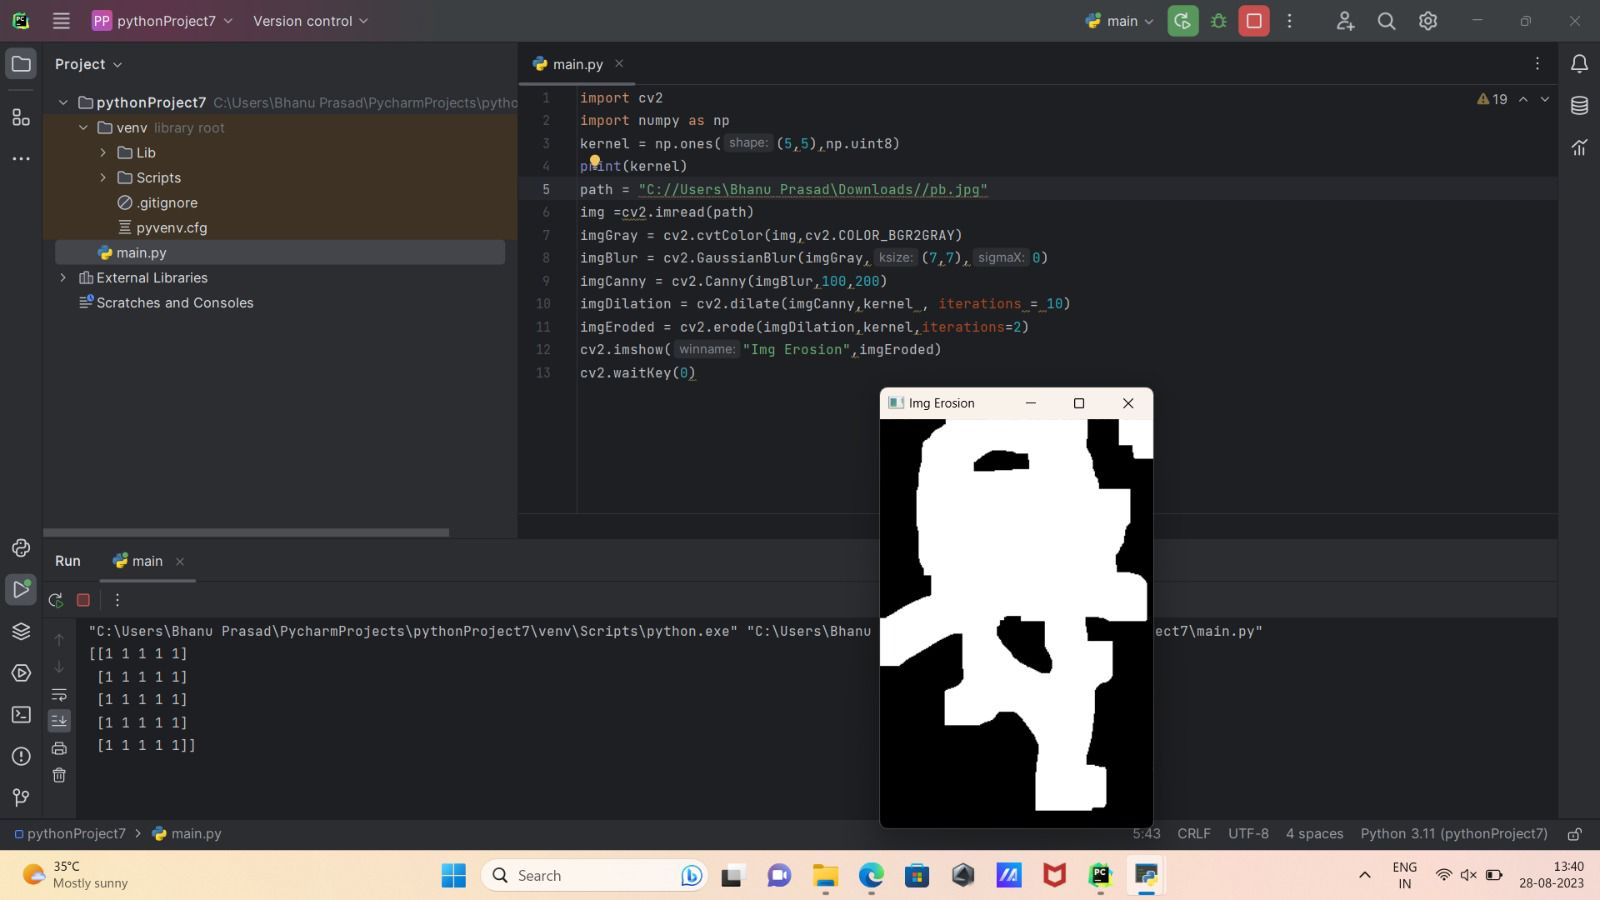 PP pythonProject7 Version control main
Project
main.py
pythonProject7 C:\Users\Bhanu Prasad\PycharmProjects\pytho
venv library root
Lib
Scripts
.gitignore
pyvenv.cfg
main.py
External Libraries
Scratches and Consoles
19
1 import cv2
2 import numpy as np
3 kernel = np.ones( shape: (5,5),np.uint8)
4 print(kernel)
5 path = "C://Users\Bhanu Prasad\Downloads//pb.jpg"
6 img =cv2.imread(path)
7 imgGray = cv2.cvtColor(img,cv2.COLOR_BGR2GRAY)
8 imgBlur = cv2.GaussianBlur(imgGray, ksize: (7,7), sigmaX: 0)
9 imgCanny = cv2.Canny(imgBlur,100,200)
10 imgDilation = cv2.dilate(imgCanny,kernel , iterations = 10)
11 imgEroded = cv2.erode(imgDilation,kernel,iterations=2)
12 cv2.imshow( winname: "Img Erosion",imgEroded)
13 cv2.waitKey(0)
Img Erosion
Run main
"C:\Users\Bhanu Prasad\PycharmProjects\pythonProject7\venv\Scripts\python.exe" "C:\Users\Bhanu ect7\main.py"
[[1 1 1 1 1]
[1 1 1 1 1]
[1 1 1 1 1]
[1 1 1 1 1]
[1 1 1 1 1]]
pythonProject7 > main.py 5:43 CRLF UTF-8 4 spaces Python 3.11 (pythonProject7)
35°C
Mostly sunny
Search
PC
ENG
IN
13:40
28-08-2023